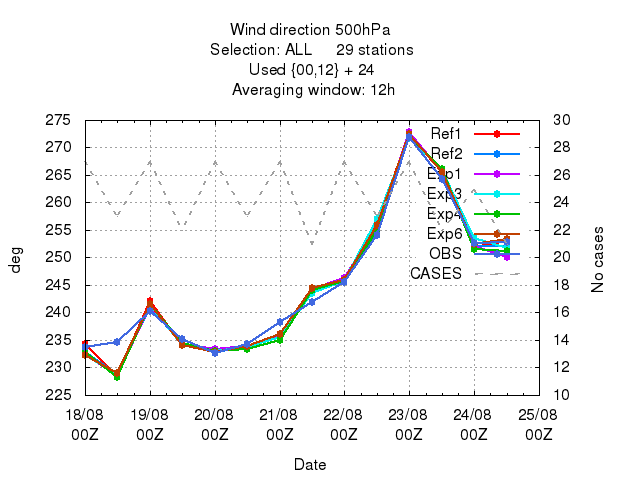 Wind direction 500hPa
Selection: ALL 29 stations
Used {00,12} + 24
Averaging window: 12h
275 30
270 28
265 26
260 24
255 22
250 20
245 18
240 16
235 14
230 12
225 10
deg
No cases
Ref1
Ref2
Exp1
Exp3
Exp4
Exp6
OBS
CASES
18/08 19/08 20/08 21/08 22/08 23/08 24/08 25/08
00Z 00Z 00Z 00Z 00Z 00Z 00Z 00Z
Date